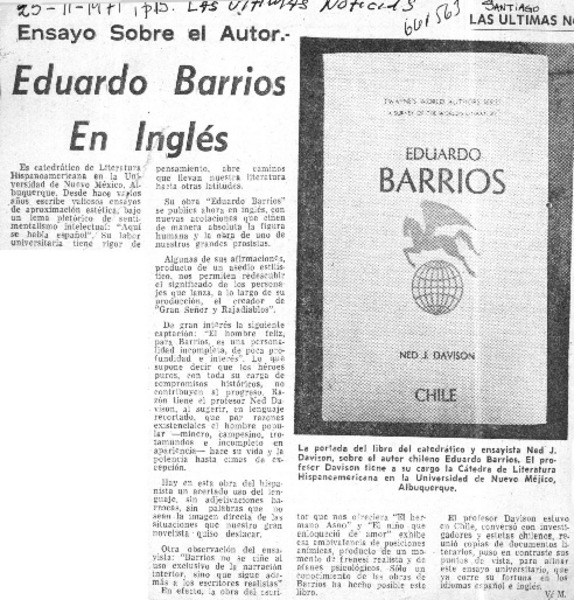 25-11-1971 p.5. Las Ultimas Noticias
SANTIAGO
641563
LAS ULTIMAS NO
Ensayo Sobre el Autor.-
Eduardo Barrios
En Inglés
Es catedrático de Literatura
Hispanoamericana en la Uni-
versidad de Nuevo México, Al-
buquerque. Desde hace varios
años escribe valiosos ensayos
de aproximación estética, bajo
un lema pletórico de senti-
mentalismo intelectual: "Aquí
se habla español". Su labor
universitaria tiene rigor de
pensamiento, abre caminos
que llevan nuestra literatura
hasta otras latitudes.
Su obra "Eduardo Barrios"
se publica ahora en inglés, con
nuevas acotaciones que ciñen
de manera absoluta la figura
humana y la obra de uno de
nuestros grandes prosistas.
Algunas de sus afirmaciones,
producto de un asedio estilís-
tico, nos permiten redescubrir
el significado de los persona-
jes que lanza, a lo largo de su
producción, el creador de
"Gran Señor y Rajadiablos".
De gran interés la siguiente
captación: "El hombre feliz,
para Barrios, es una persona-
lidad incompleta, de poca pro-
fundidad e interés". Lo que
supone decir que los héroes
puros, con toda su carga de
compromisos históricos, no
contribuyen al progreso. Ra-
zón tiene el profesor Ned Da-
vison, al sugerir, en lenguaje
recortado, que por razones
existenciales el hombre popular
—minero, campesino, tro-
tamundos e incompleto en
apariencia— hace su vida y la
potencia hasta cimas de ex-
cepción.
Hay en esta obra del hispa-
nista un acertado uso del len-
guaje, sin adjetivaciones ba-
rrocas, sin palabras que no
sean la imagen directa de las
situaciones que nuestro gran
novelista quiso destacar.
Otra observación del ensa-
yista: "Barrios no se ciñe al
uso exclusivo de la narración
interior, sino que sigue ade-
más a los escritores realistas"
En efecto, la obra del escri-
TWAYNE'S WORLD AUTHORS SERIES
A SURVEY OF THE WORLD'S LITERATURE
EDUARDO
BARRIOS
NED J. DAVISON
CHILE
La portada del libro del catedrático y ensayista Ned J.
Davison, sobre el autor chileno Eduardo Barrios. El pro-
fesor Davison tiene a su cargo la Cátedra de Literatura
Hispanoamericana en la Universidad de Nuevo Méjico,
Albuquerque.
tor que nos ofreciera "El her-
mano Asno" y "El niño que
enloqueció de amor" exhibe
esa ambivalencia de posiciones
anímicas, producto de un mo-
mento de frenesí realista y de
afanes psicológicos. Sólo un
conocimiento de las obras de
Barrios ha hecho posible este
libro.
El profesor Davison estuvo
en Chile, conversó con inves-
tigadores y estetas chilenos, reunió
copias de documentos li-
terarios, puso en contraste sus
puntos de vista, para animar
este ensayo universitario, que
ya corre su fortuna en los
idiomas español e inglés.
V. M.